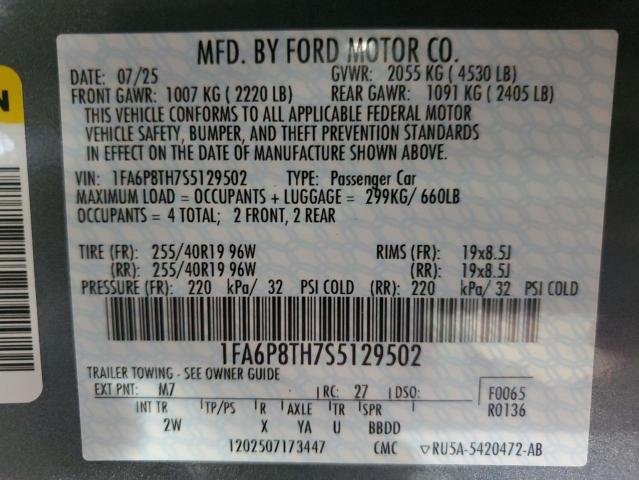 MFD. BY FORD MOTOR CO.
DATE: 07/25 GVWR: 2055 KG ( 4530 LB)
FRONT GAWR: 1007 KG ( 2220 LB) REAR GAWR: 1091 KG ( 2405 LB)
THIS VEHICLE CONFORMS TO ALL APPLICABLE FEDERAL MOTOR
VEHICLE SAFETY, BUMPER, AND THEFT PREVENTION STANDARDS
IN EFFECT ON THE DATE OF MANUFACTURE SHOWN ABOVE.
VIN: 1FA6P8TH7S5129502 TYPE: Passenger Car
MAXIMUM LOAD = OCCUPANTS + LUGGAGE = 299KG/ 660LB
OCCUPANTS = 4 TOTAL; 2 FRONT, 2 REAR
TIRE (FR): 255/40R19 96W RIMS (FR): 19x8.5J
(RR): 255/40R19 96W (RR): 19x8.5J
PRESSURE (FR): 220 kPa/ 32 PSI COLD (RR): 220 kPa/ 32 PSI COLD
1FA6P8TH7S5129502
TRAILER TOWING - SEE OWNER GUIDE
EXT PNT: M7 RC: 27 DSO: F0065
R0136
INT TR TP/PS R AXLE TR SPR
2W X YA U BBDD
1202507173447 CMC RU5A-5420472-AB